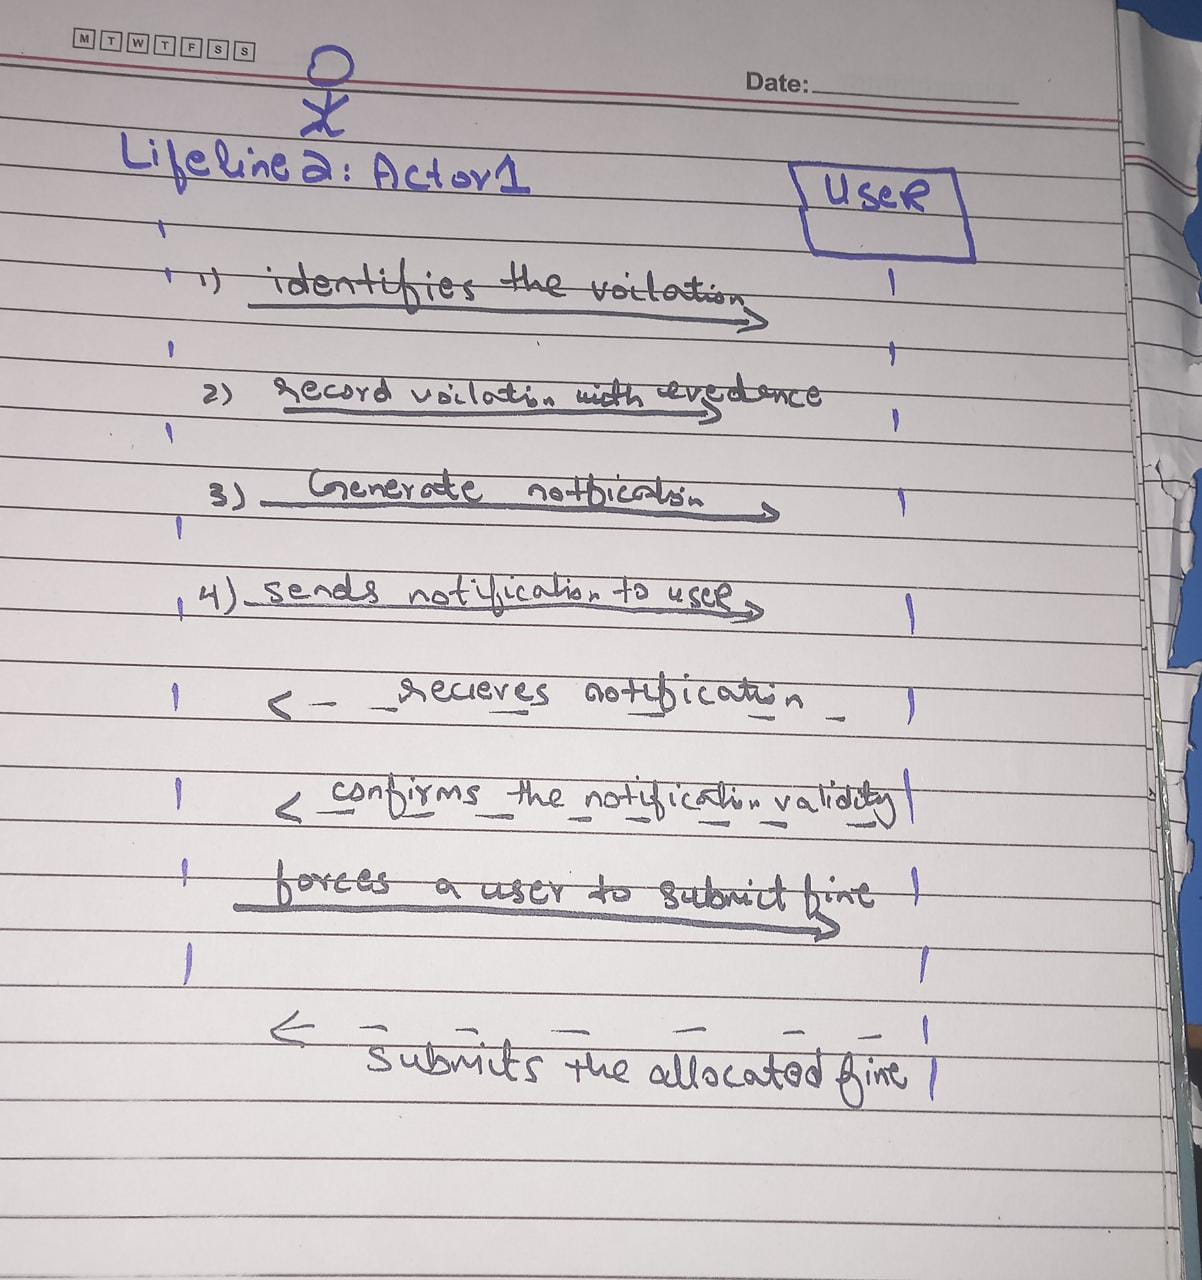 M T W T F S S
Date:
Lifeline 2: Actor1
USER
1) identifies the voilation
2) record voilation with evedence
3) Generate notification
4) sends notification to user
recieves notification
confirms the notification validity
forces a user to submit fine
submits the allocated fine